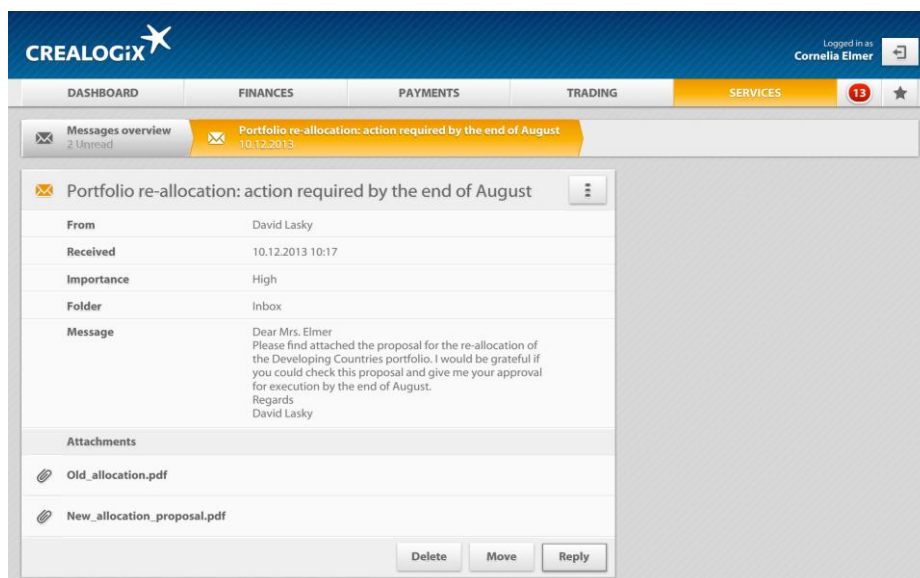 CREALOGiX
Logged in as
Cornelia Elmer
DASHBOARD
FINANCES
PAYMENTS
TRADING
SERVICES
13
Messages overview
2 Unread
Portfolio re-allocation: action required by the end of August
10.12.2013
Portfolio re-allocation: action required by the end of August
From David Lasky
Received 10.12.2013 10:17
Importance High
Folder Inbox
Message Dear Mrs. Elmer
Please find attached the proposal for the re-allocation of
the Developing Countries portfolio. I would be grateful if
you could check this proposal and give me your approval
for execution by the end of August.
Regards
David Lasky
Attachments
Old_allocation.pdf
New_allocation_proposal.pdf
Delete
Move
Reply